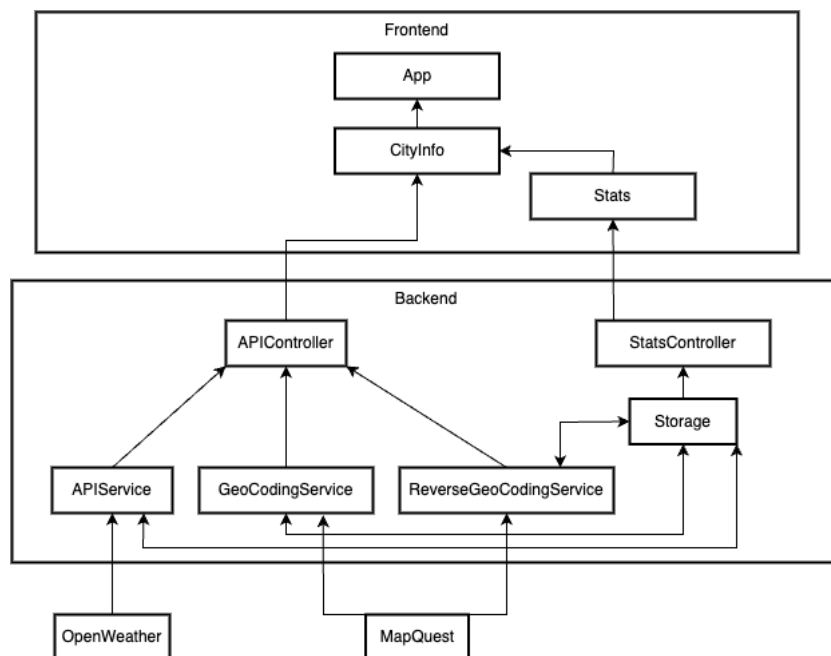 Frontend
App
CityInfo
Stats
Backend
APIController
StatsController
Storage
APIService
GeoCodingService
ReverseGeoCodingService
OpenWeather
MapQuest